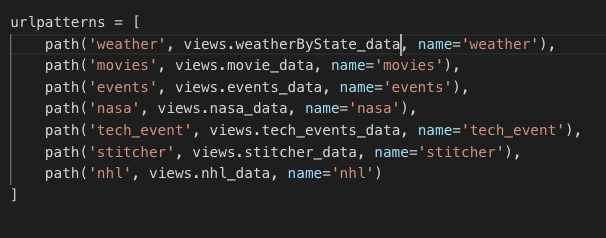 urlpatterns = [
    path('weather', views.weatherByState_data, name='weather'),
    path('movies', views.movie_data, name='movies'),
    path('events', views.events_data, name='events'),
    path('nasa', views.nasa_data, name='nasa'),
    path('tech_event', views.tech_events_data, name='tech_event'),
    path('stitcher', views.stitcher_data, name='stitcher'),
    path('nhl', views.nhl_data, name='nhl')
]